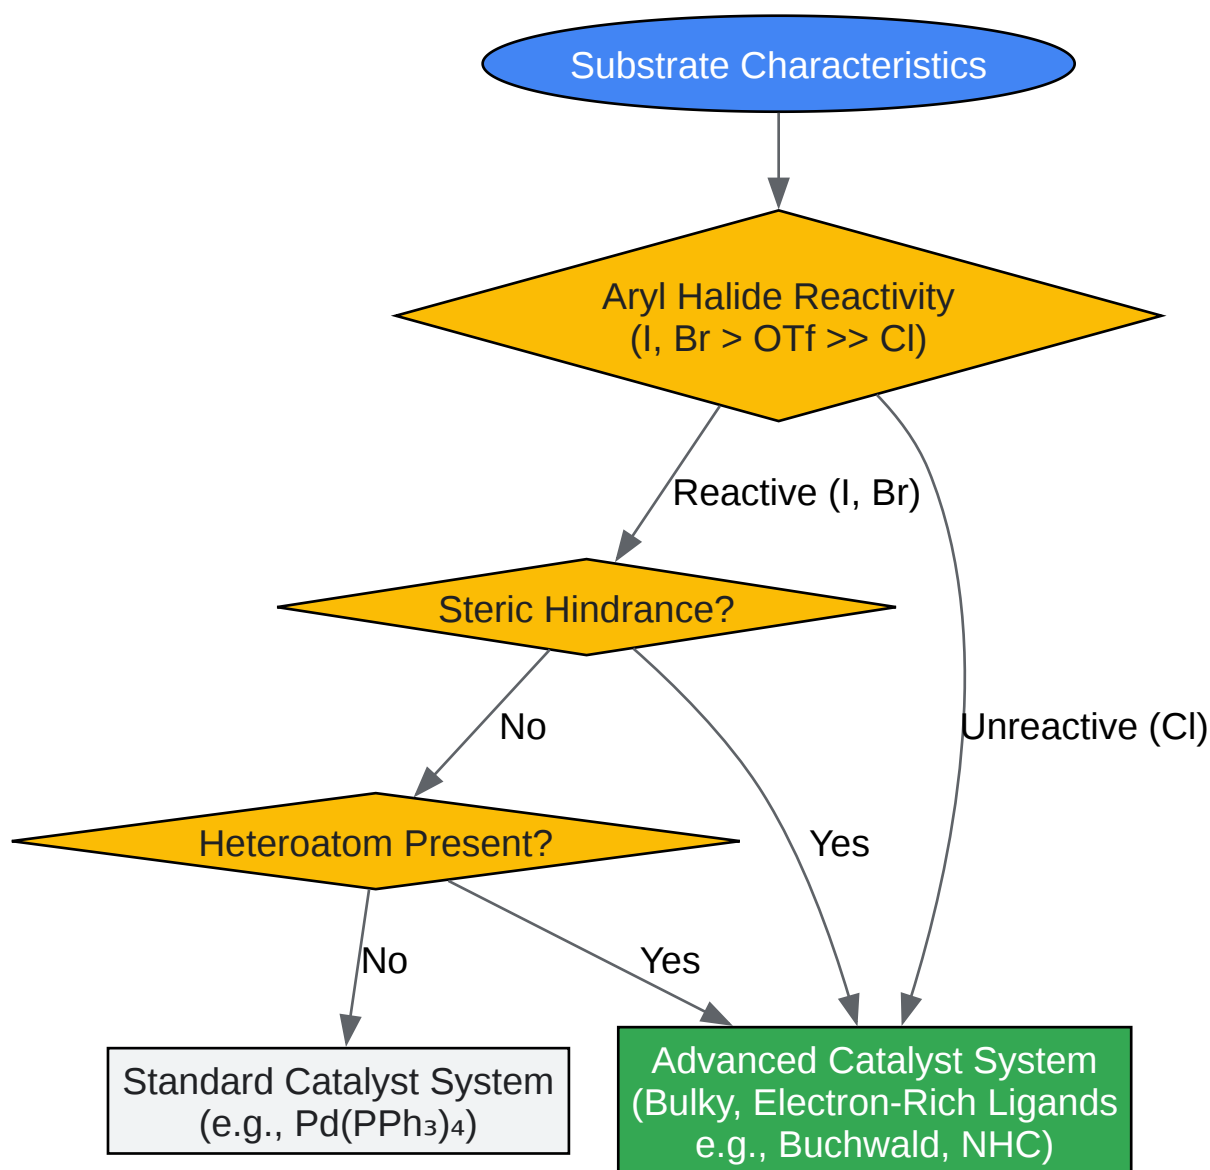 Substrate Characteristics
Aryl Halide Reactivity
(I, Br > OTf >> Cl)
Reactive (I, Br)
Steric Hindrance?
No
Unreactive (Cl)
Heteroatom Present?
Yes
No
Yes
Standard Catalyst System
(e.g., Pd(PPh₃)₄)
Advanced Catalyst System
(Bulky, Electron-Rich Ligands
e.g., Buchwald, NHC)